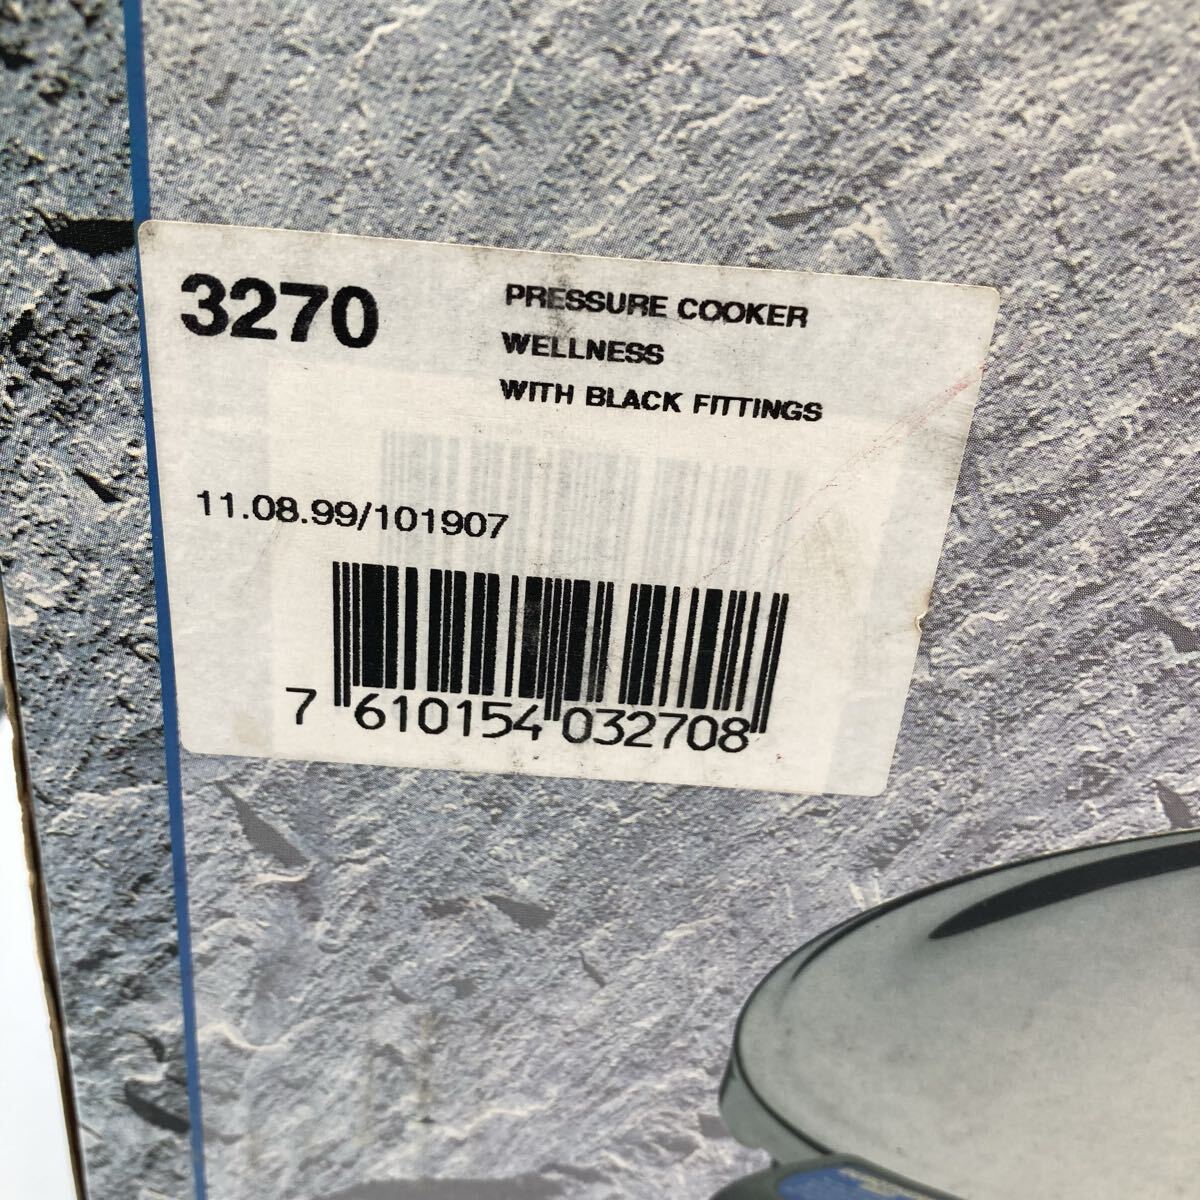 3270
PRESSURE COOKER
WELLNESS
WITH BLACK FITTINGS
11.08.99/101907
7 610154 032708